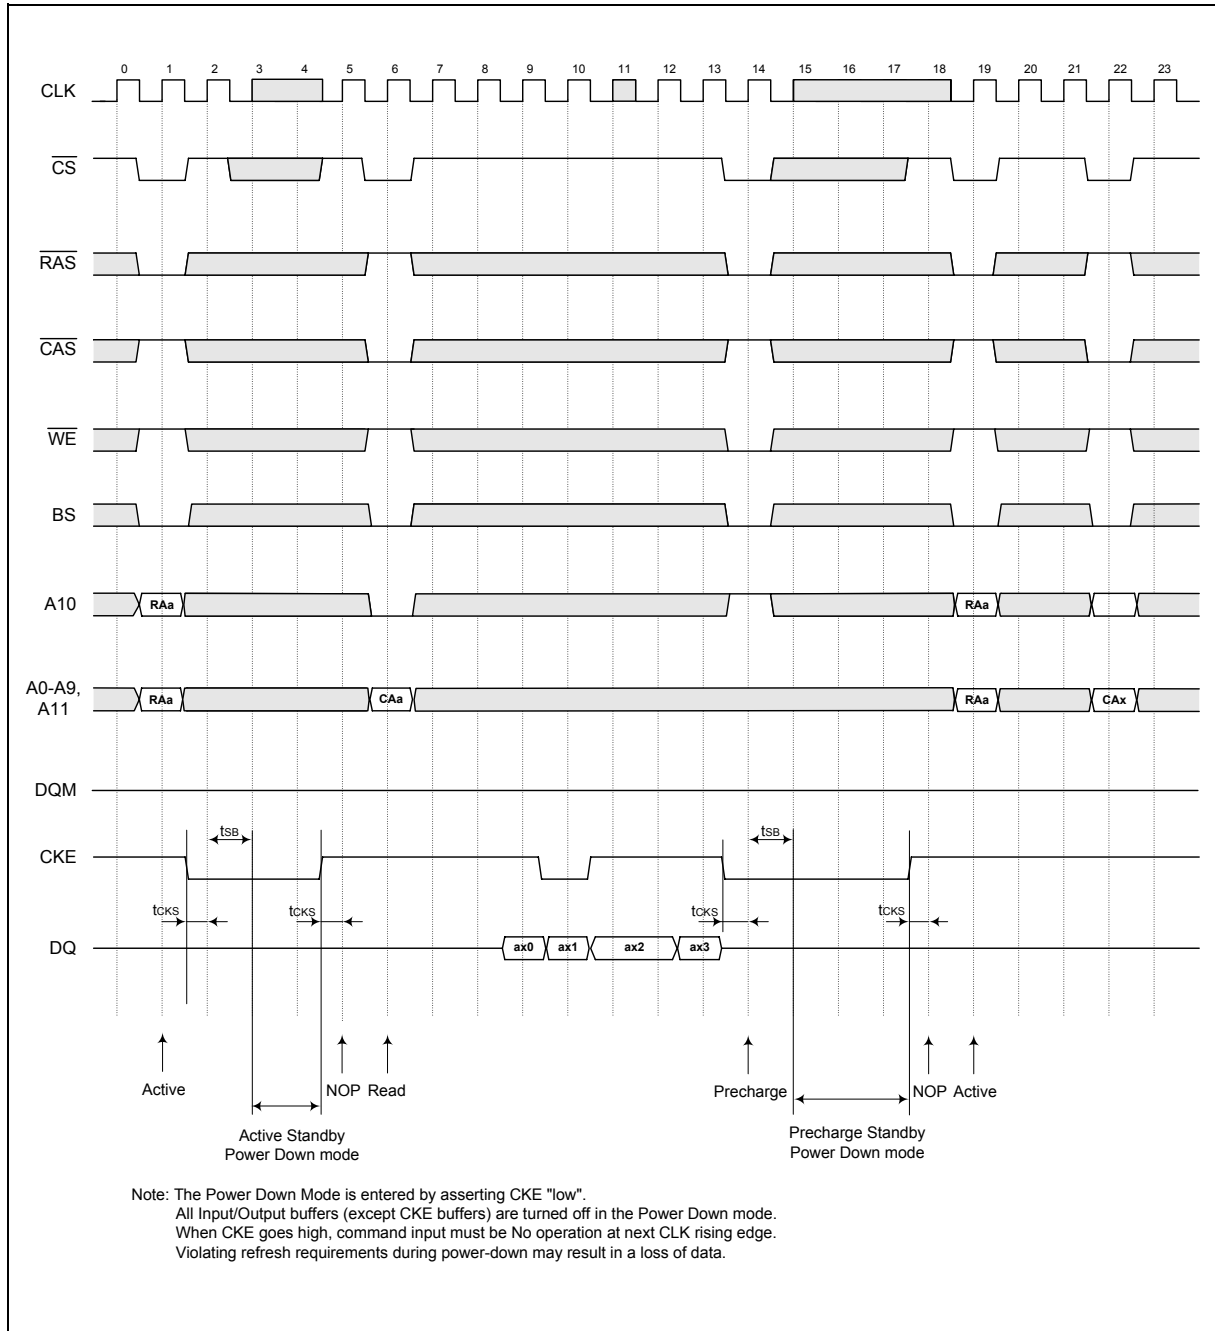 0 1 2 3 4 5 6 7 8 9 10 11 12 13 14 15 16 17 18 19 20 21 22 23
CLK
CS
RAS
CAS
WE
BS
A10 RAa RAa
A0-A9,
A11 RAa CAa RAa CAx
DQM
tSB tSB
CKE
tCKS tCKS tCKS tCKS
DQ ax0 ax1 ax2 ax3
Active NOP Read Precharge NOP Active
Active Standby
Power Down mode
Precharge Standby
Power Down mode
Note: The Power Down Mode is entered by asserting CKE "low".
All Input/Output buffers (except CKE buffers) are turned off in the Power Down mode.
When CKE goes high, command input must be No operation at next CLK rising edge.
Violating refresh requirements during power-down may result in a loss of data.